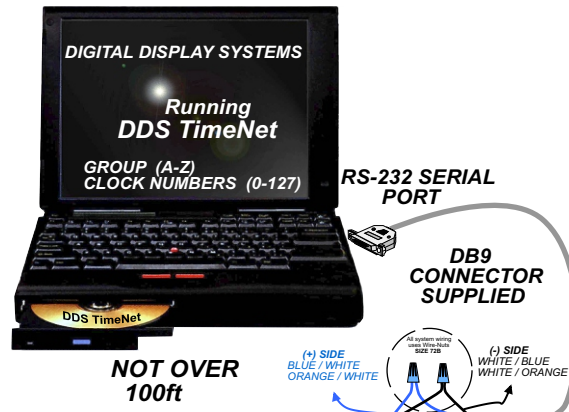 DIGITAL DISPLAY SYSTEMS
Running
DDS TimeNet
GROUP (A-Z)
CLOCK NUMBERS (0-127)
RS-232 SERIAL
PORT
DB9
CONNECTOR
SUPPLIED
DDS TimeNet
NOT OVER
100ft
All system wiring
uses Wire-Nuts
SIZE 72B
(+) SIDE
BLUE / WHITE
ORANGE / WHITE
(-) SIDE
WHITE / BLUE
WHITE / ORANGE